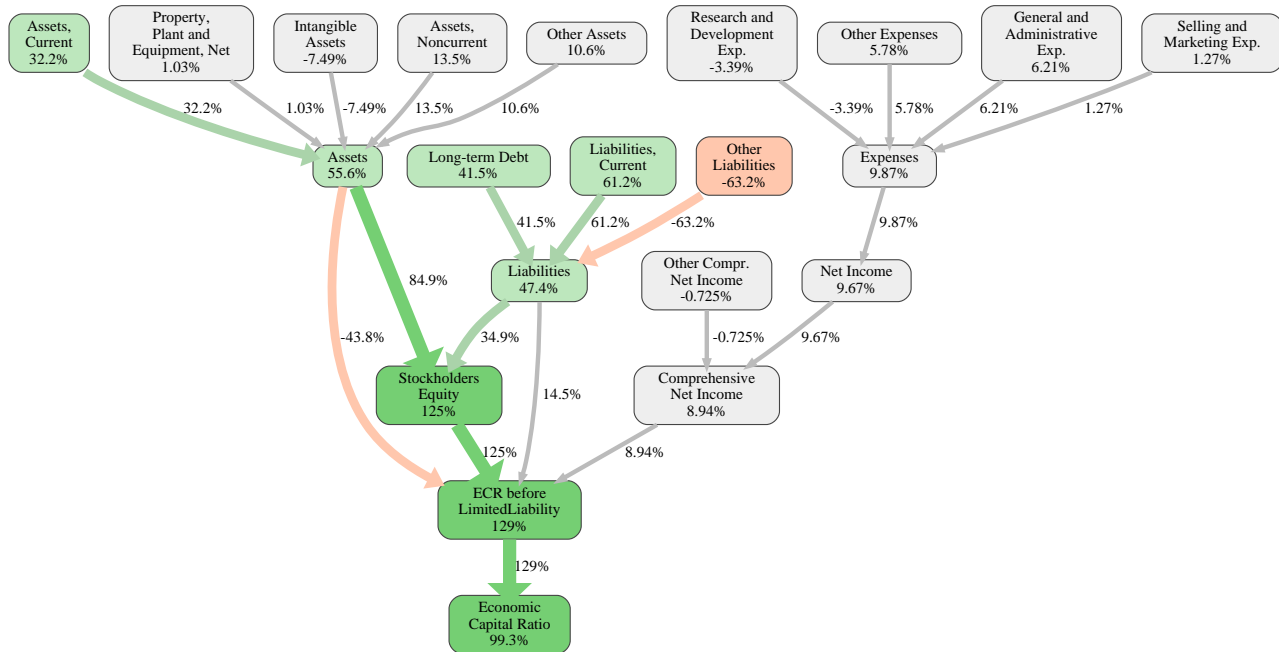 Assets,
Current
32.2%
Property,
Plant and
Equipment, Net
1.03%
Intangible
Assets
-7.49%
Assets,
Noncurrent
13.5%
Other Assets
10.6%
Research and
Development
Exp.
-3.39%
Other Expenses
5.78%
General and
Administrative
Exp.
6.21%
Selling and
Marketing Exp.
1.27%
32.2%
1.03%
-7.49%
13.5%
10.6%
-3.39%
5.78%
6.21%
1.27%
Assets
55.6%
Long-term Debt
41.5%
Liabilities,
Current
61.2%
Other
Liabilities
-63.2%
Expenses
9.87%
41.5%
61.2%
-63.2%
9.87%
Liabilities
47.4%
Other Compr.
Net Income
-0.725%
Net Income
9.67%
84.9%
-43.8%
34.9%
-0.725%
9.67%
Stockholders
Equity
125%
14.5%
Comprehensive
Net Income
8.94%
125%
8.94%
ECR before
LimitedLiability
129%
129%
Economic
Capital Ratio
99.3%